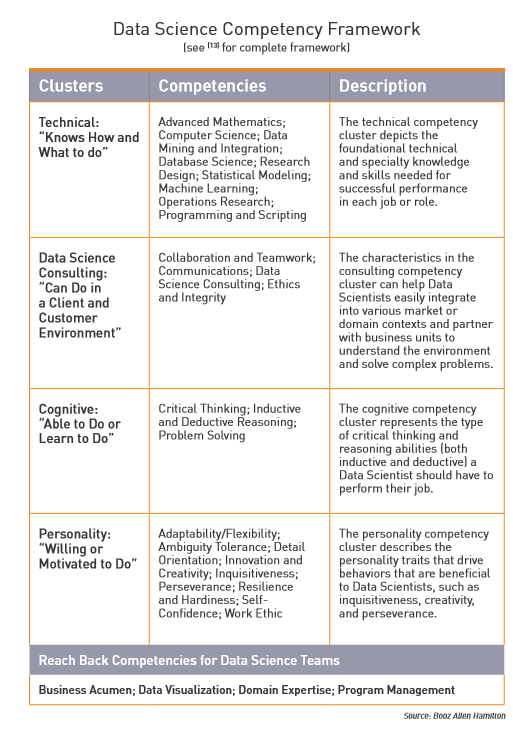 Data Science Competency Framework
(see [13] for complete framework)
Clusters
Competencies
Description
Technical:
“Knows How and
What to do”
Advanced Mathematics;
Computer Science; Data
Mining and Integration;
Database Science; Research
Design; Statistical Modeling;
Machine Learning;
Operations Research;
Programming and Scripting
The technical competency
cluster depicts the
foundational technical
and specialty knowledge
and skills needed for
successful performance
in each job or role.
Data Science
Consulting:
“Can Do in
a Client and
Customer
Environment”
Collaboration and Teamwork;
Communications; Data
Science Consulting; Ethics
and Integrity
The characteristics in the
consulting competency
cluster can help Data
Scientists easily integrate
into various market or
domain contexts and partner
with business units to
understand the environment
and solve complex problems.
Cognitive:
“Able to Do or
Learn to Do”
Critical Thinking; Inductive
and Deductive Reasoning;
Problem Solving
The cognitive competency
cluster represents the type
of critical thinking and
reasoning abilities (both
inductive and deductive) a
Data Scientist should have to
perform their job.
Personality:
“Willing or
Motivated to Do”
Adaptability/Flexibility;
Ambiguity Tolerance; Detail
Orientation; Innovation and
Creativity; Inquisitiveness;
Perseverance; Resilience
and Hardiness; Self-
Confidence; Work Ethic
The personality competency
cluster describes the
personality traits that drive
behaviors that are beneficial
to Data Scientists, such as
inquisitiveness, creativity,
and perseverance.
Reach Back Competencies for Data Science Teams
Business Acumen; Data Visualization; Domain Expertise; Program Management
Source: Booz Allen Hamilton